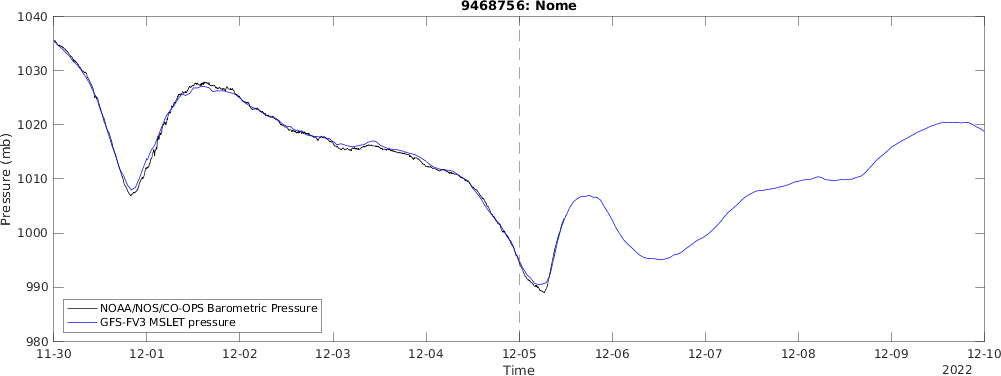 9468756: Nome
1040
1030
1020
1010
1000
990
980
Pressure (mb)
NOAA/NOS/CO-OPS Barometric Pressure
GFS-FV3 MSLET pressure
11-30 12-01 12-02 12-03 12-04 12-05 12-06 12-07 12-08 12-09 12-10
Time
2022